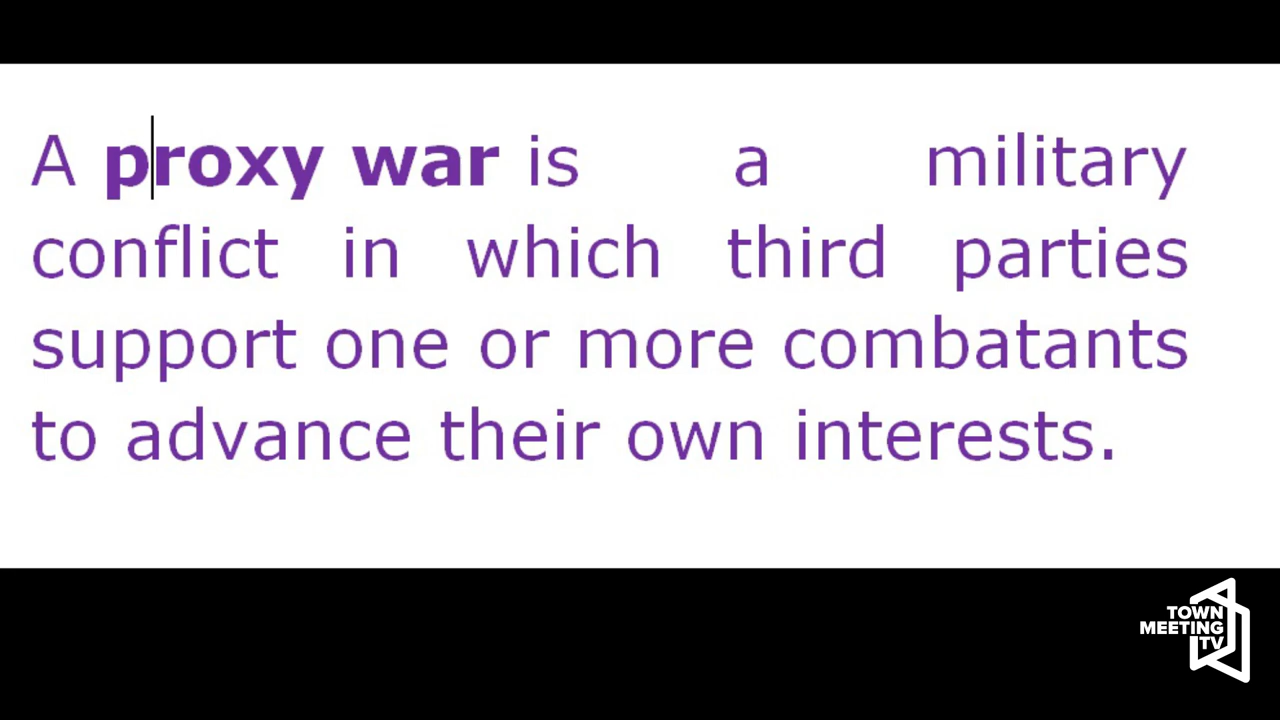 A proxy war is a military
conflict in which third parties
support one or more combatants
to advance their own interests.
TOWN
MEETING
TV